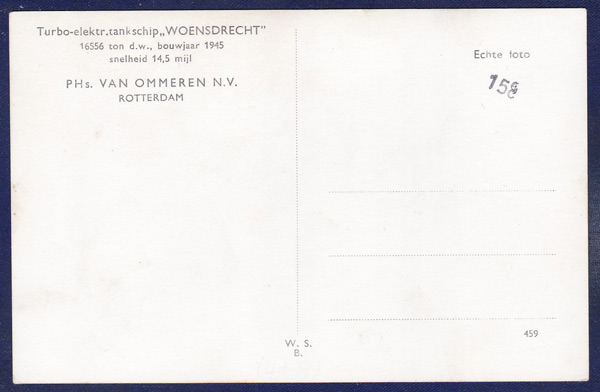 Turbo-elektr.tankschip„WOENSDRECHT"
16556 ton d.w., bouwjaar 1945
snelheid 14,5 mijl
PHs. VAN OMMEREN N.V.
ROTTERDAM
Echte foto
459
W. S.
B.